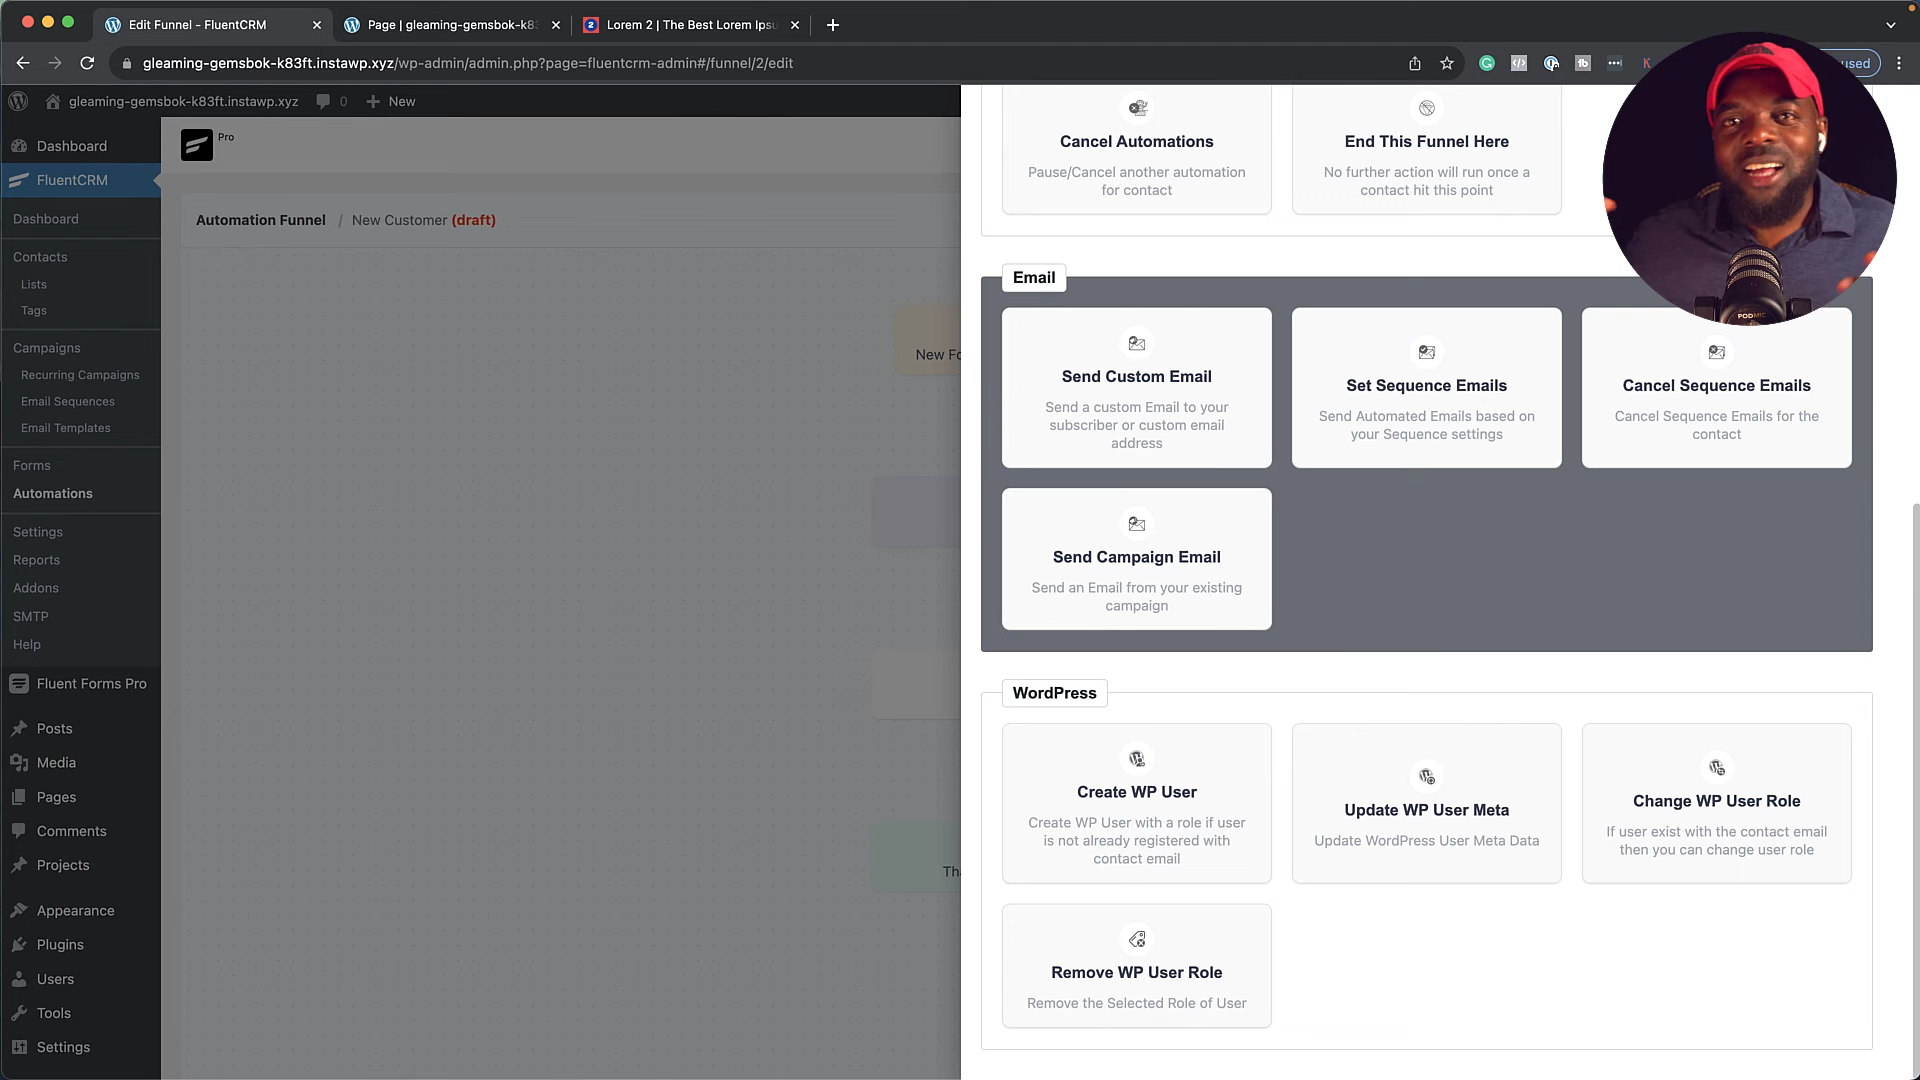 Edit Funnel - FluentCRM
Page | gleaming-gemsbok-k83
Lorem 2 | The Best Lorem Ipsu
gleaming-gemsbok-k83ft.instawp.xyz/wp-admin/admin.php?page=fluentcrm-admin#/funnel/2/edit
used
gleaming-gemsbok-k83ft.instawp.xyz
0
New
Dashboard
FluentCRM
Dashboard
Contacts
Lists
Tags
Campaigns
Recurring Campaigns
Email Sequences
Email Templates
Forms
Automations
Settings
Reports
Addons
SMTP
Help
Fluent Forms Pro
Posts
Media
Pages
Comments
Projects
Appearance
Plugins
Users
Tools
Settings
Pro
Automation Funnel / New Customer (draft)
New Fo
Tha
Cancel Automations
Pause/Cancel another automation
for contact
End This Funnel Here
No further action will run once a
contact hit this point
Email
Send Custom Email
Send a custom Email to your
subscriber or custom email
address
Set Sequence Emails
Send Automated Emails based on
your Sequence settings
Cancel Sequence Emails
Cancel Sequence Emails for the
contact
Send Campaign Email
Send an Email from your existing
campaign
WordPress
Create WP User
Create WP User with a role if user
is not already registered with
contact email
Update WP User Meta
Update WordPress User Meta Data
Change WP User Role
If user exist with the contact email
then you can change user role
Remove WP User Role
Remove the Selected Role of User
PODMIC